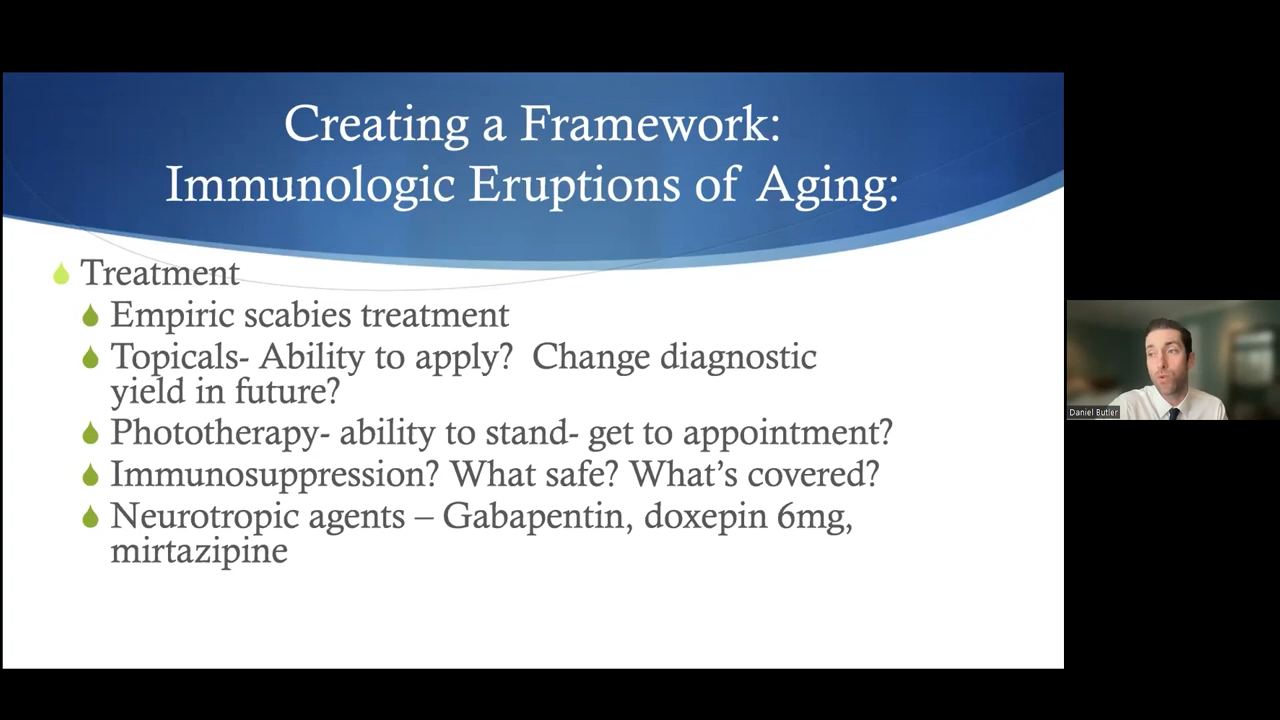 Creating a Framework:
Immunologic Eruptions of Aging:
Treatment
Empiric scabies treatment
Topicals- Ability to apply?  Change diagnostic
yield in future?
Phototherapy- ability to stand- get to appointment?
Immunosuppression? What safe? What's covered?
Neurotropic agents – Gabapentin, doxepin 6mg,
mirtazipine
Daniel Butler